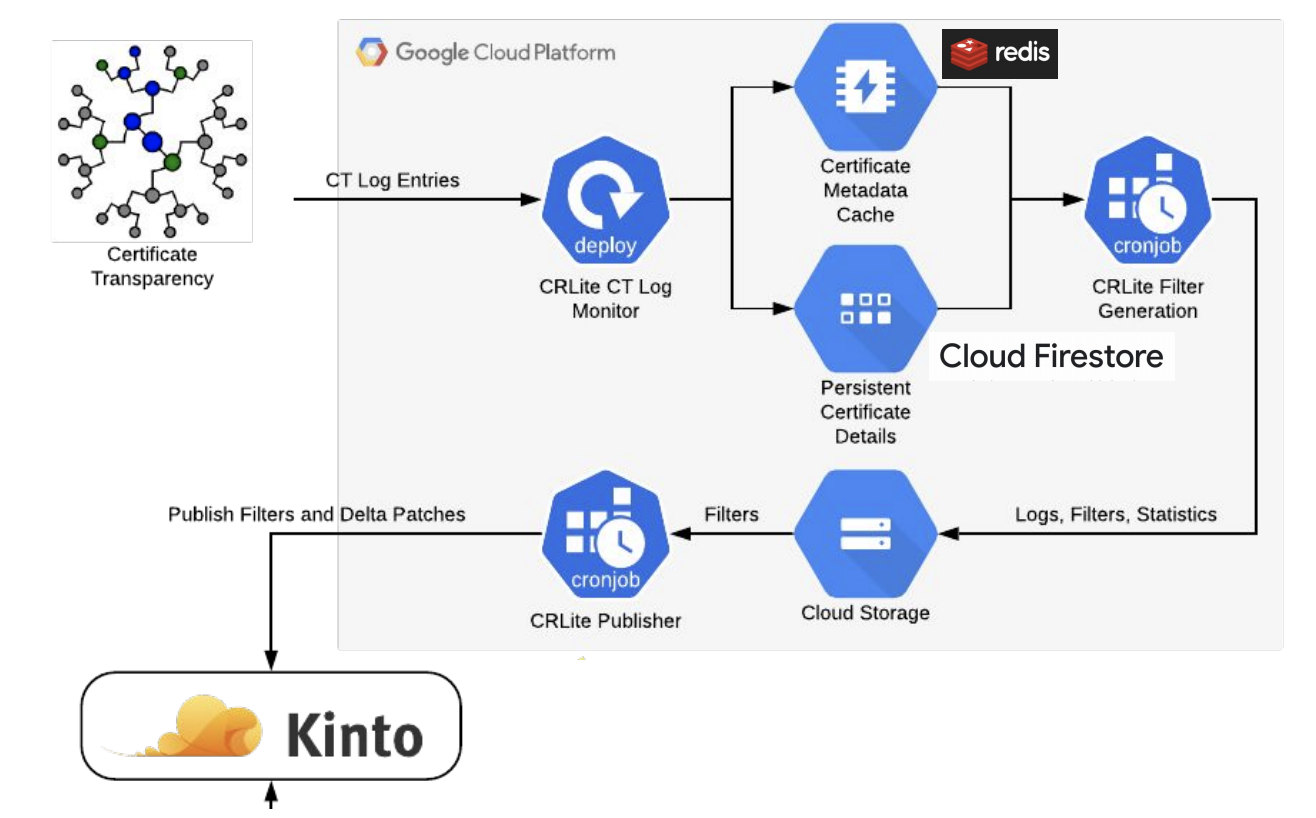 Google Cloud Platform
redis
Certificate
Metadada
Cache
CT Log Entries
deploy
CRLite CT Log
Monitor
cronjob
CRLite Filter
Generation
Certificate
Transparency
Cloud Firestore
Persistent
Certificate
Details
Publish Filters and Delta Patches
Filters
Logs, Filters, Statistics
cronjob
CRLite Publisher
Cloud Storage
Kinto